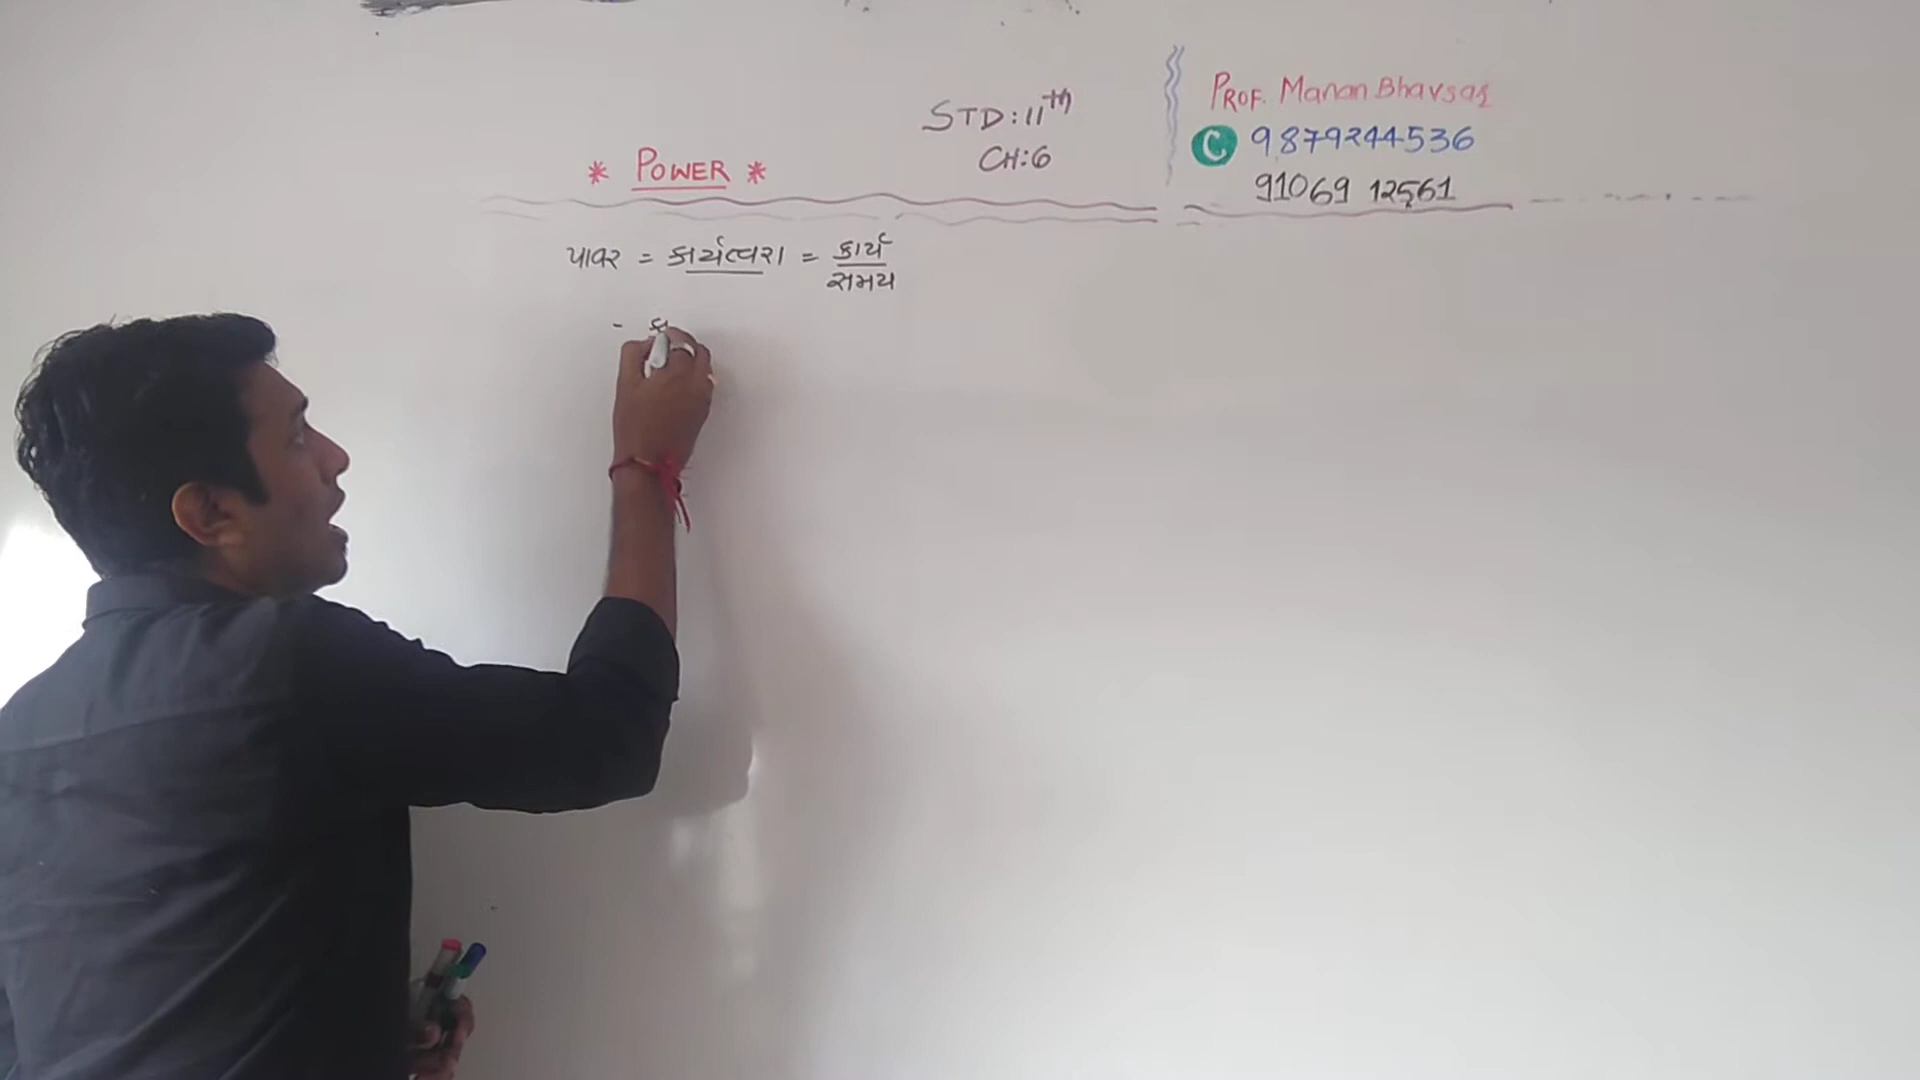 * POWER *
STD:11th
CH:6
PROF. Manan Bhavsar
9879244536
91069 12561
પાવર = કાર્યત્વરા = કાર્ય / સમય
- ક